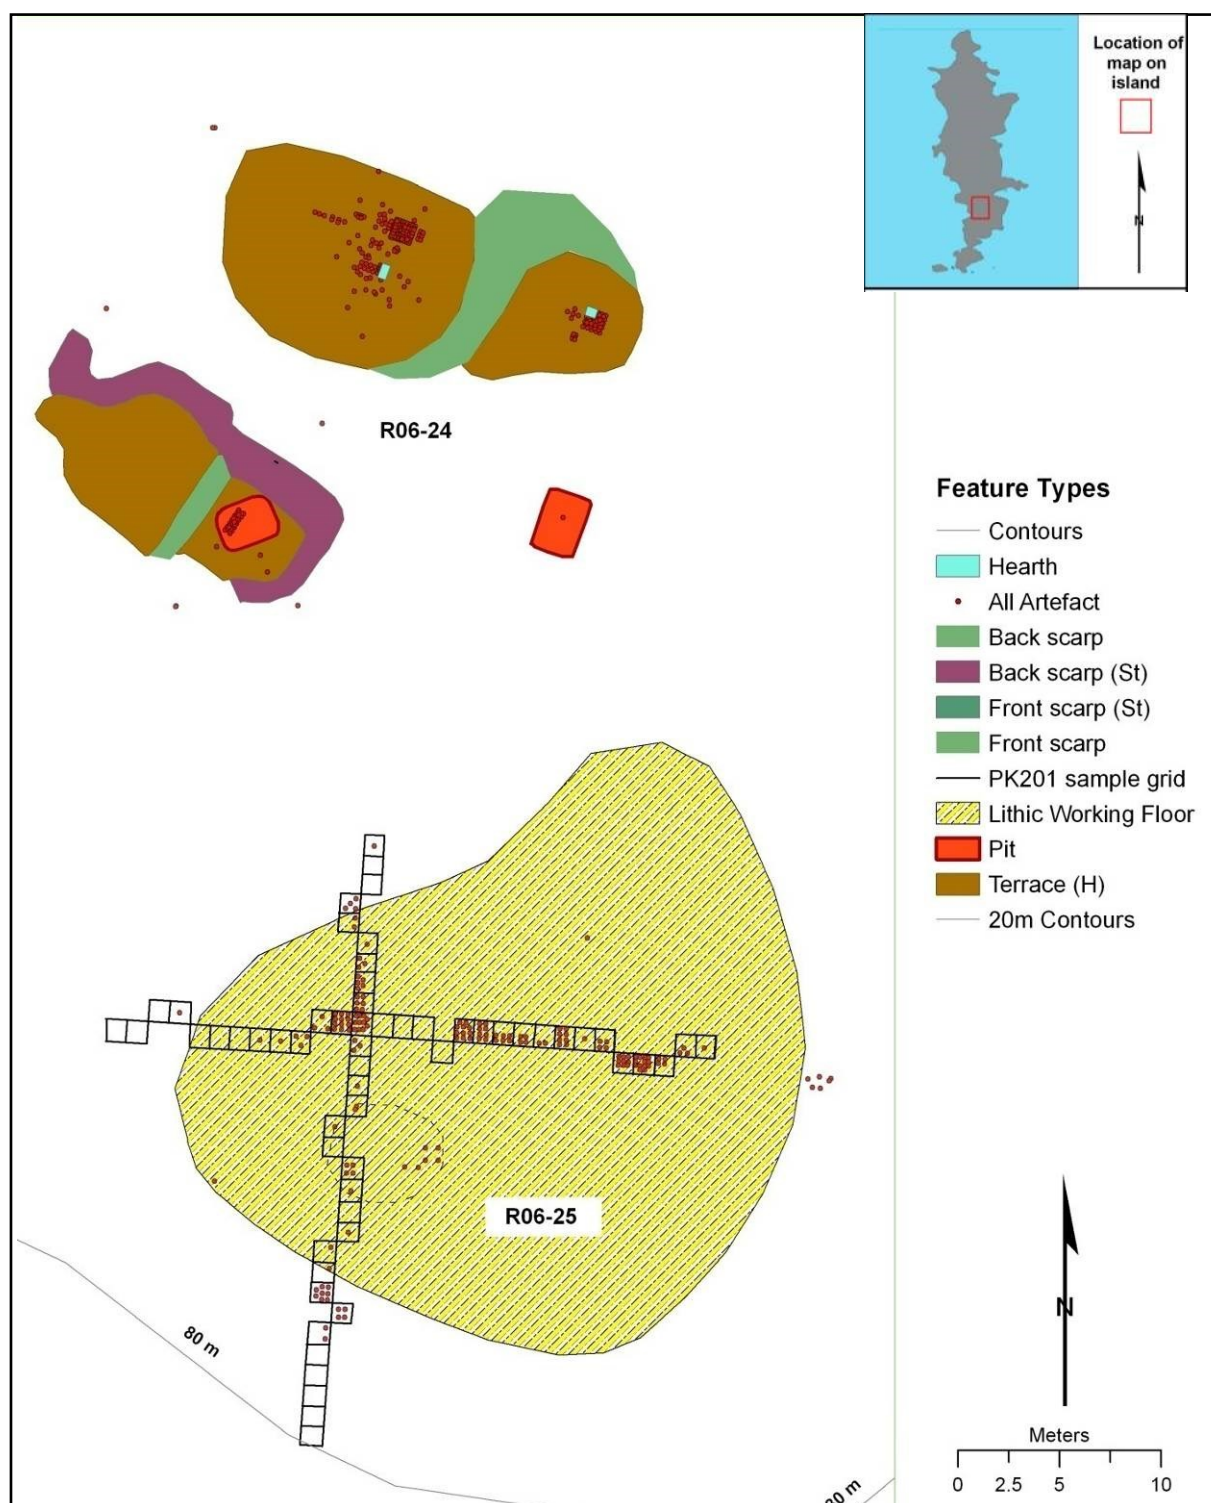 Location of
map on
island
N
R06-24
Feature Types
Contours
Hearth
All Artefact
Back scarp
Back scarp (St)
Front scarp (St)
Front scarp
PK201 sample grid
Lithic Working Floor
Pit
Terrace (H)
20m Contours
R06-25
80 m
N
Meters
0 2.5 5 10